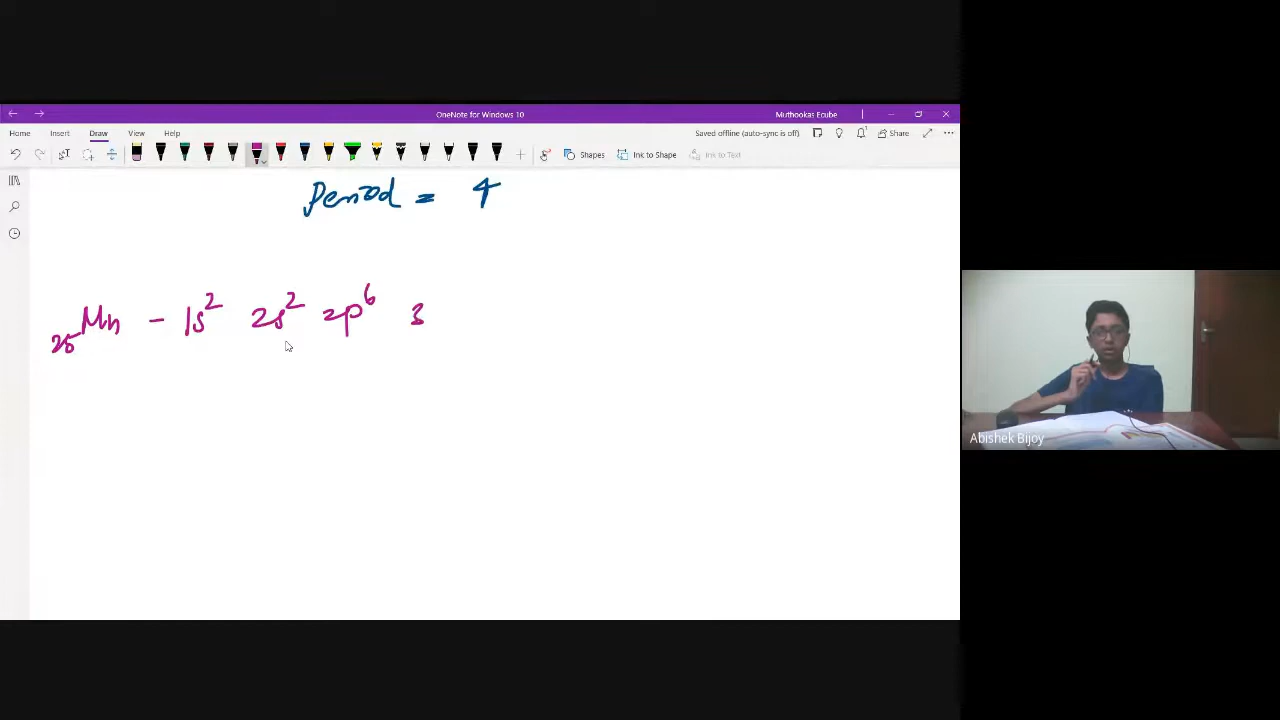 OneNote for Windows 10
Muthookas Ecube
Home Insert Draw View Help
Saved offline (auto-sync is off)
Share
Shapes
Ink to Shape
Ink to Text
Period = 4
₂₅Mn - 1s² 2s² 2p⁶ 3
Abishek Bijoy